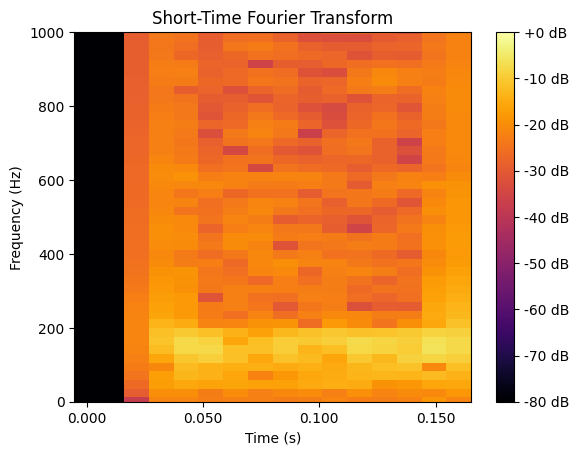 Short-Time Fourier Transform
1000
800
600
400
200
0
Frequency (Hz)
0.000
0.050
0.100
0.150
Time (s)
+0 dB
-10 dB
-20 dB
-30 dB
-40 dB
-50 dB
-60 dB
-70 dB
-80 dB